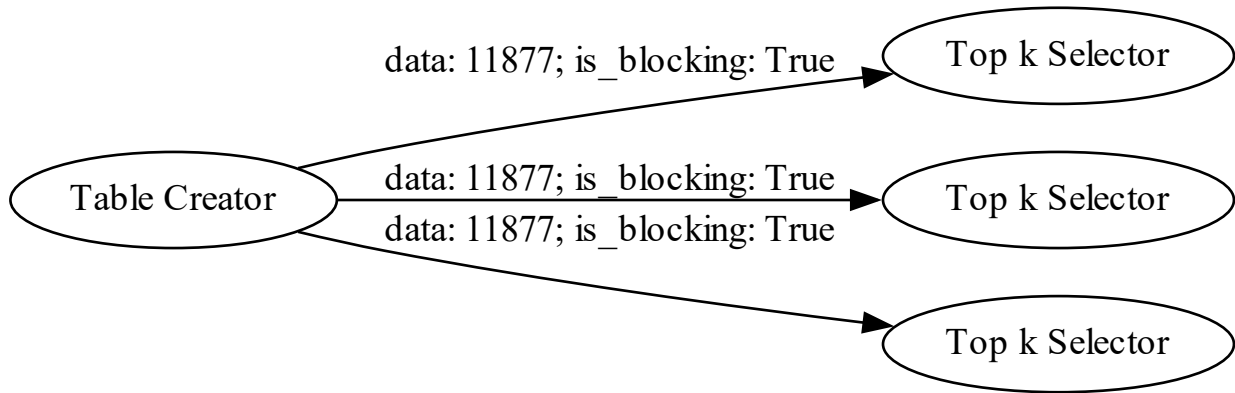 Top k Selector
data: 11877; is_blocking: True
data: 11877; is_blocking: True
Table Creator
Top k Selector
data: 11877; is_blocking: True
Top k Selector